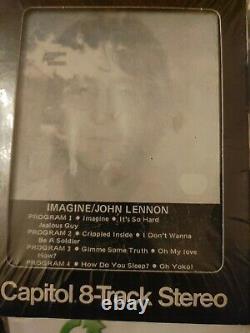 IMAGINE/JOHN LENNON
PROGRAM 1 • Imagine • It's So Hard
Jealous Guy
PROGRAM 2 • Crippled Inside • I Don't Wanna
Be A Soldier
PROGRAM 3 • Gimme Some Truth • Oh My love
How?
PROGRAM 4 • How Do You Sleep? • Oh Yoko!
Capitol 8-Track Stereo